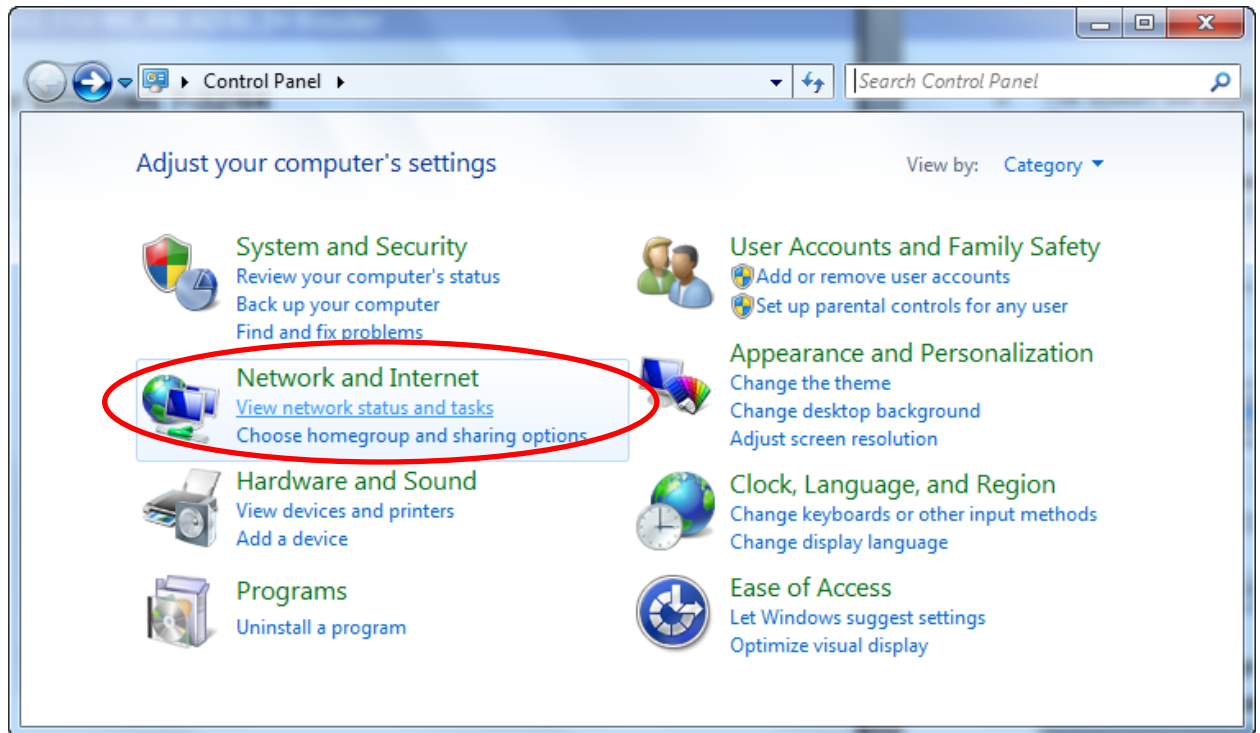 Control Panel
Search Control Panel
Adjust your computer's settings
View by: Category
System and Security
Review your computer's status
Back up your computer
Find and fix problems
Network and Internet
View network status and tasks
Choose homegroup and sharing options
Hardware and Sound
View devices and printers
Add a device
Programs
Uninstall a program
User Accounts and Family Safety
Add or remove user accounts
Set up parental controls for any user
Appearance and Personalization
Change the theme
Change desktop background
Adjust screen resolution
Clock, Language, and Region
Change keyboards or other input methods
Change display language
Ease of Access
Let Windows suggest settings
Optimize visual display